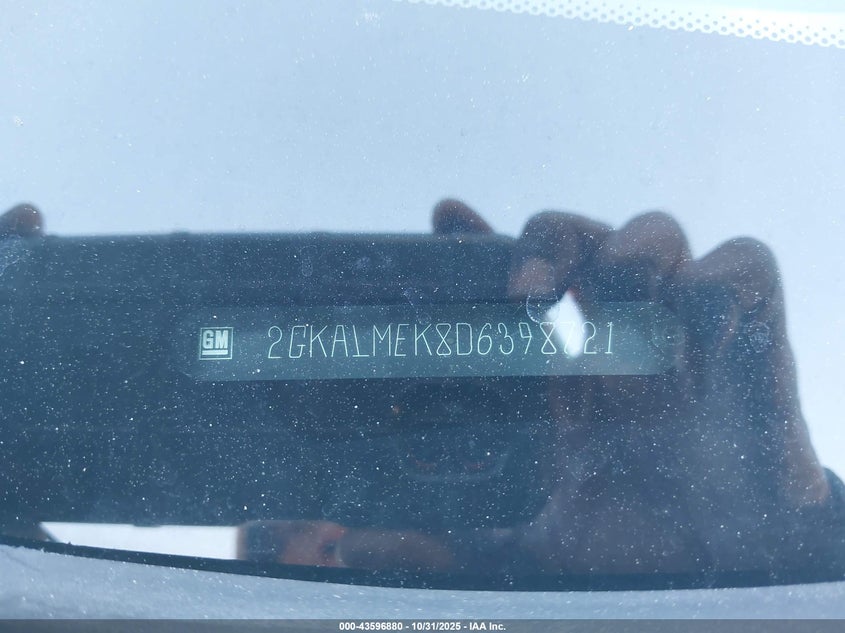 GM 2GKALMEK8D6398721
000-43596880 - 10/31/2025 - IAA Inc.